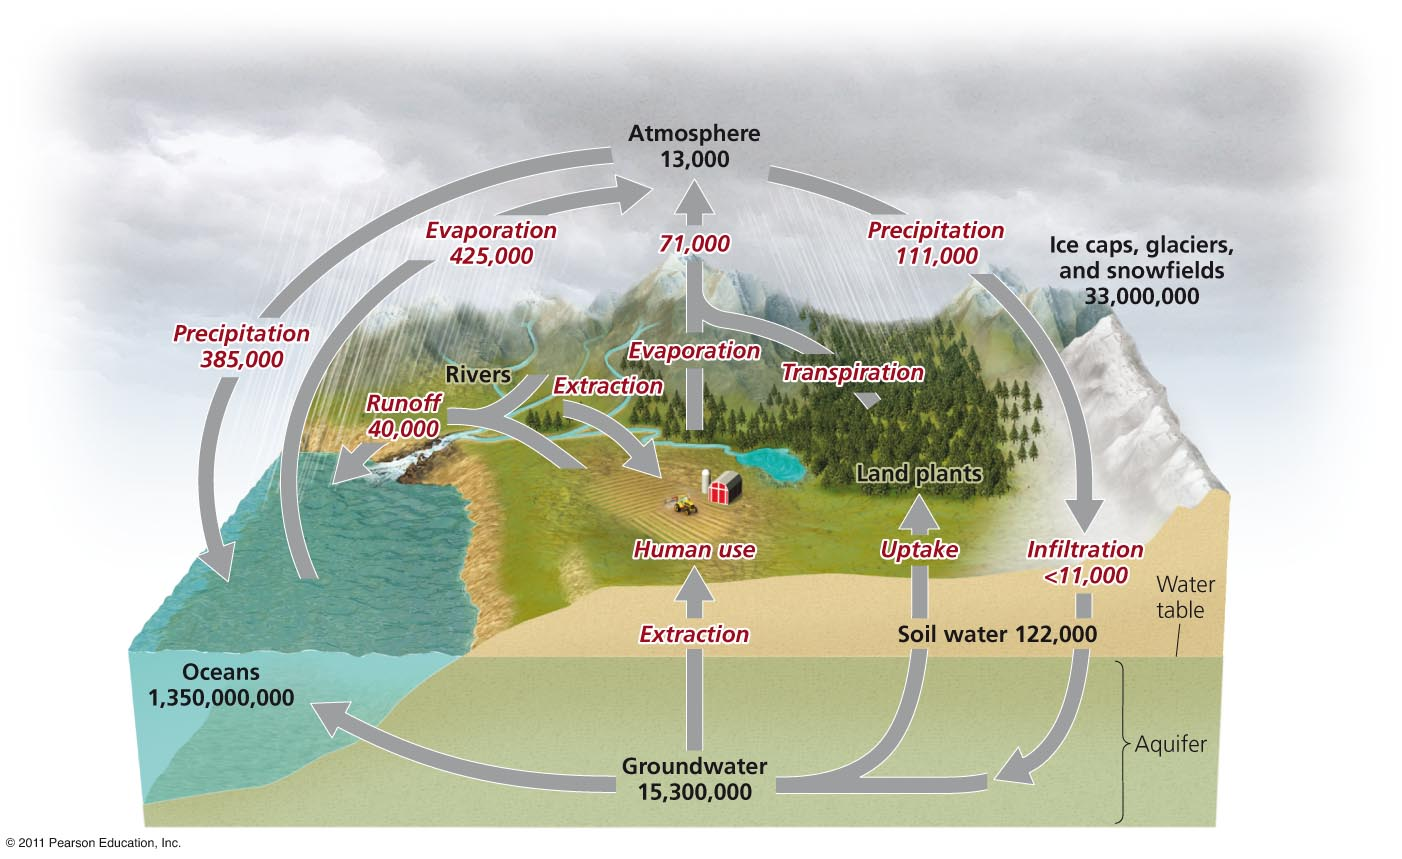 Atmosphere
13,000
Evaporation
425,000
71,000
Precipitation
111,000
Ice caps, glaciers,
and snowfields
33,000,000
Precipitation
385,000
Evaporation
Transpiration
Rivers
Extraction
Runoff
40,000
Land plants
Human use
Uptake
Infiltration
<11,000
Water
table
Extraction
Soil water 122,000
Oceans
1,350,000,000
Aquifer
Groundwater
15,300,000
© 2011 Pearson Education, Inc.